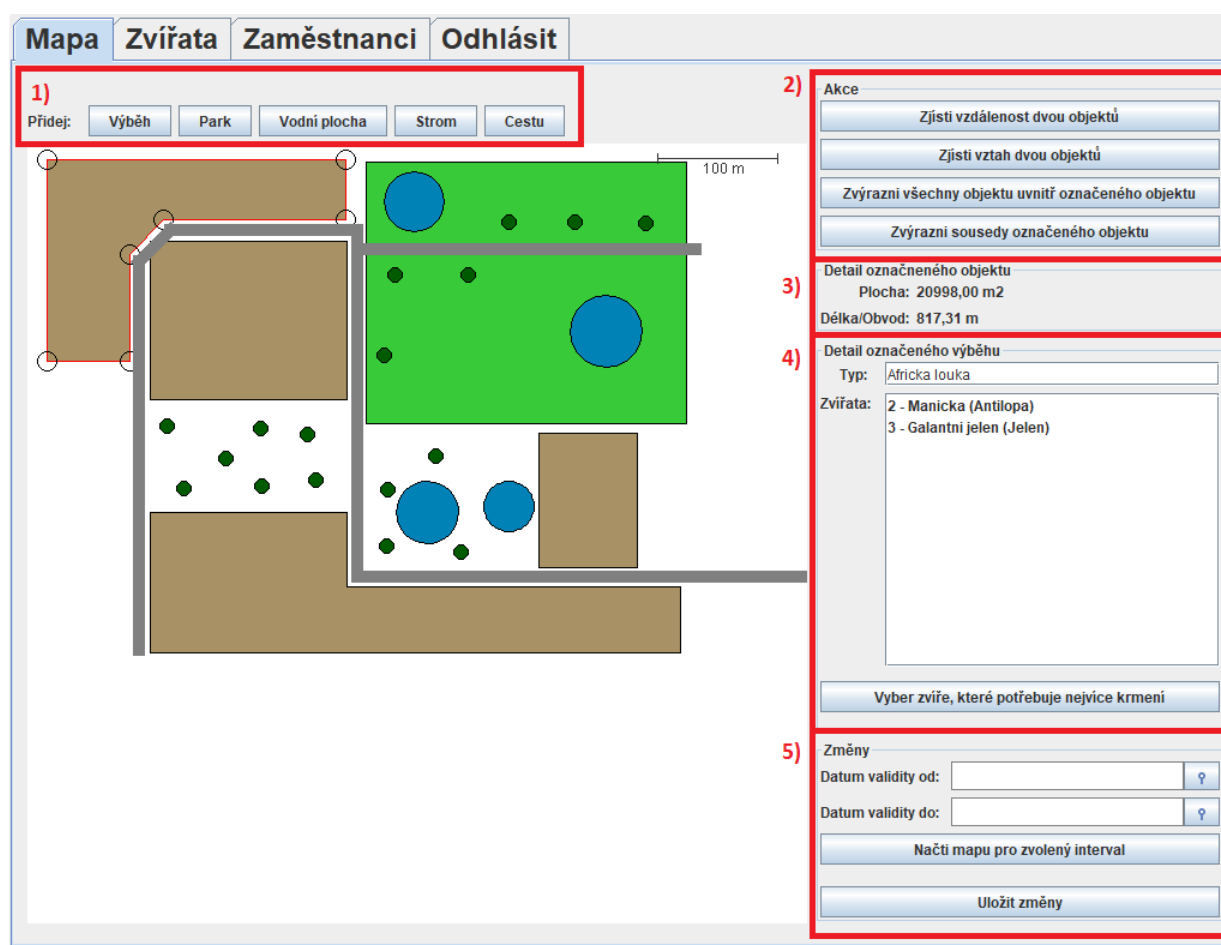 Mapa Zvířata Zaměstnanci Odhlásit
1)
Přidej: Výběh Park Vodní plocha Strom Cestu
100 m
2)
Akce
Zjísti vzdálenost dvou objektů
Zjísti vztah dvou objektů
Zvýrazni všechny objektu uvnitř označeného objektu
Zvýrazni sousedy označeného objektu
3)
Detail označneného objektu
Plocha: 20998,00 m2
Délka/Obvod: 817,31 m
4)
Detail označeného výběhu
Typ: Africka louka
Zvířata: 2 - Manicka (Antilopa)
3 - Galantni jelen (Jelen)
Vyber zvíře, které potřebuje nejvíce krmení
5)
Změny
Datum validity od:
Datum validity do:
Načti mapu pro zvolený interval
Uložit změny